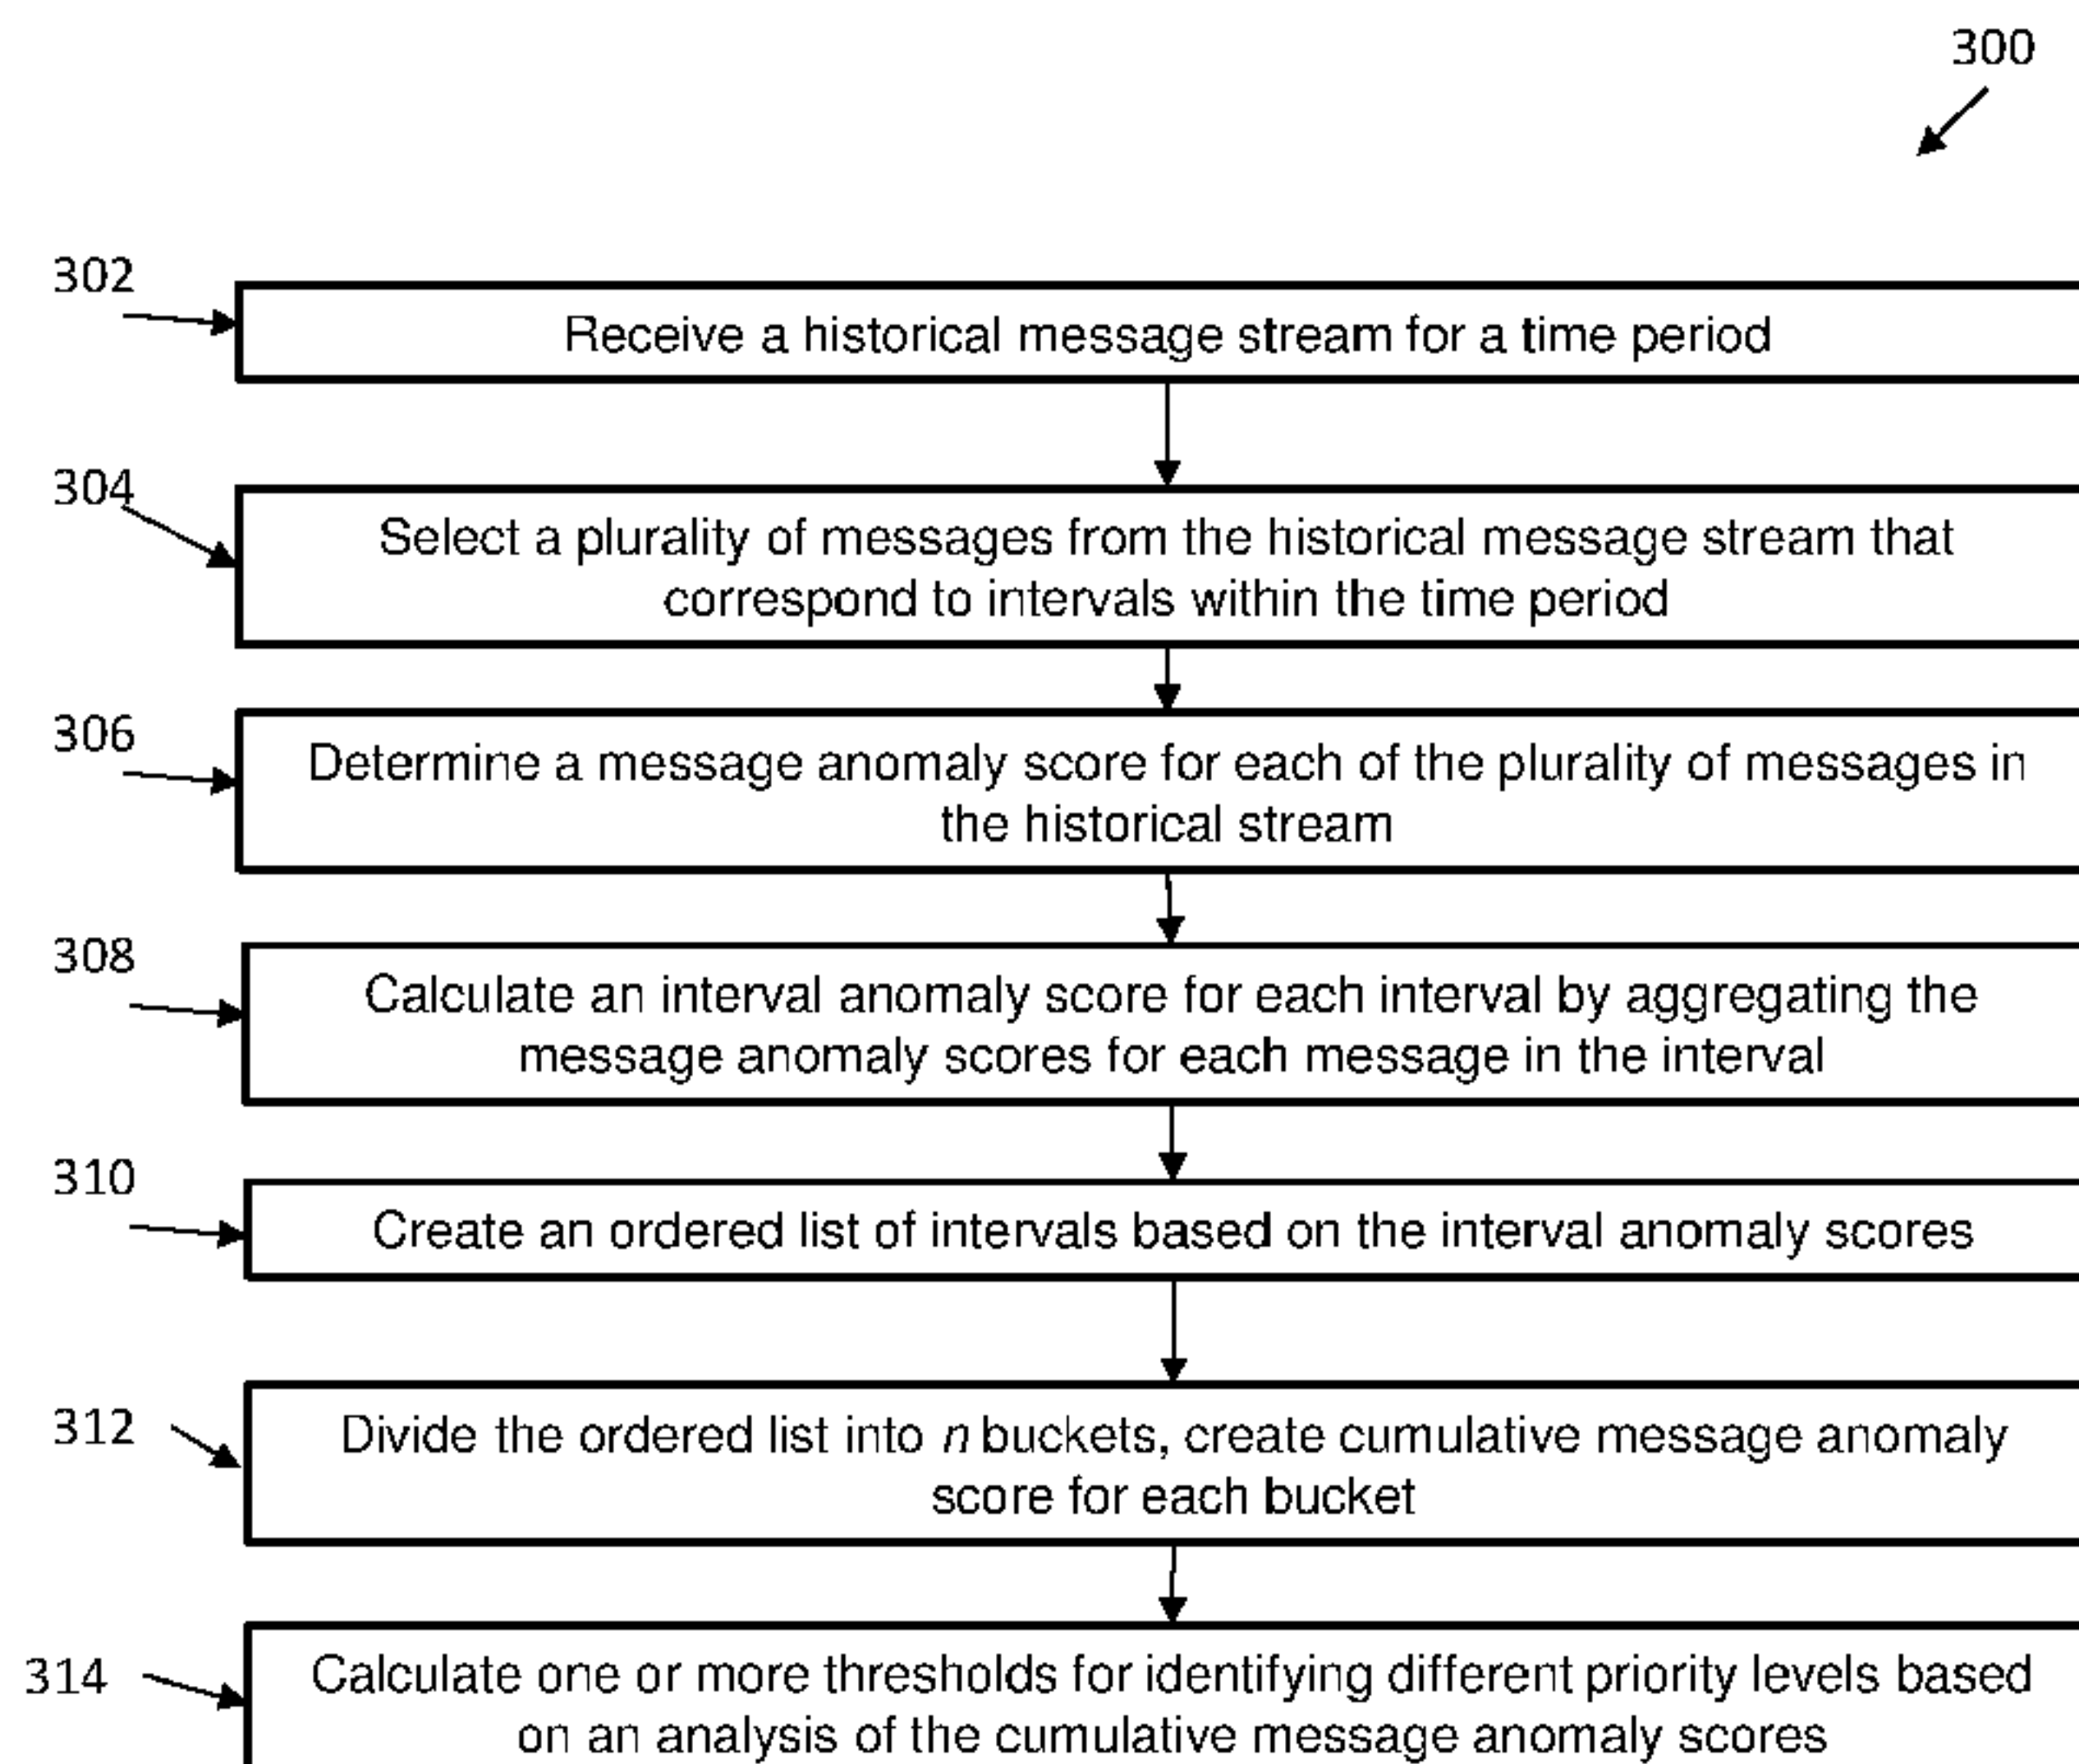 300
302
Receive a historical message stream for a time period
304
Select a plurality of messages from the historical message stream that
correspond to intervals within the time period
306
Determine a message anomaly score for each of the plurality of messages in
the historical stream
308
Calculate an interval anomaly score for each interval by aggregating the
message anomaly scores for each message in the interval
310
Create an ordered list of intervals based on the interval anomaly scores
312
Divide the ordered list into n buckets, create cumulative message anomaly
score for each bucket
314
Calculate one or more thresholds for identifying different priority levels based
on an analysis of the cumulative message anomaly scores